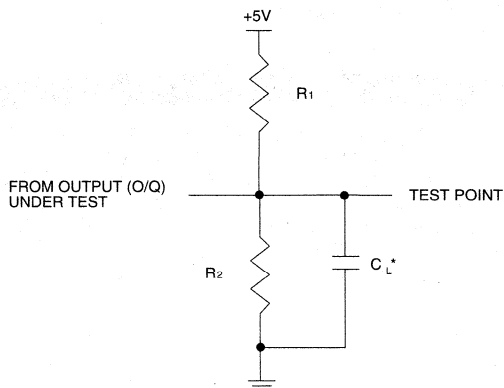 +5V
R1
FROM OUTPUT (O/Q)
UNDER TEST
TEST POINT
R2
CL*